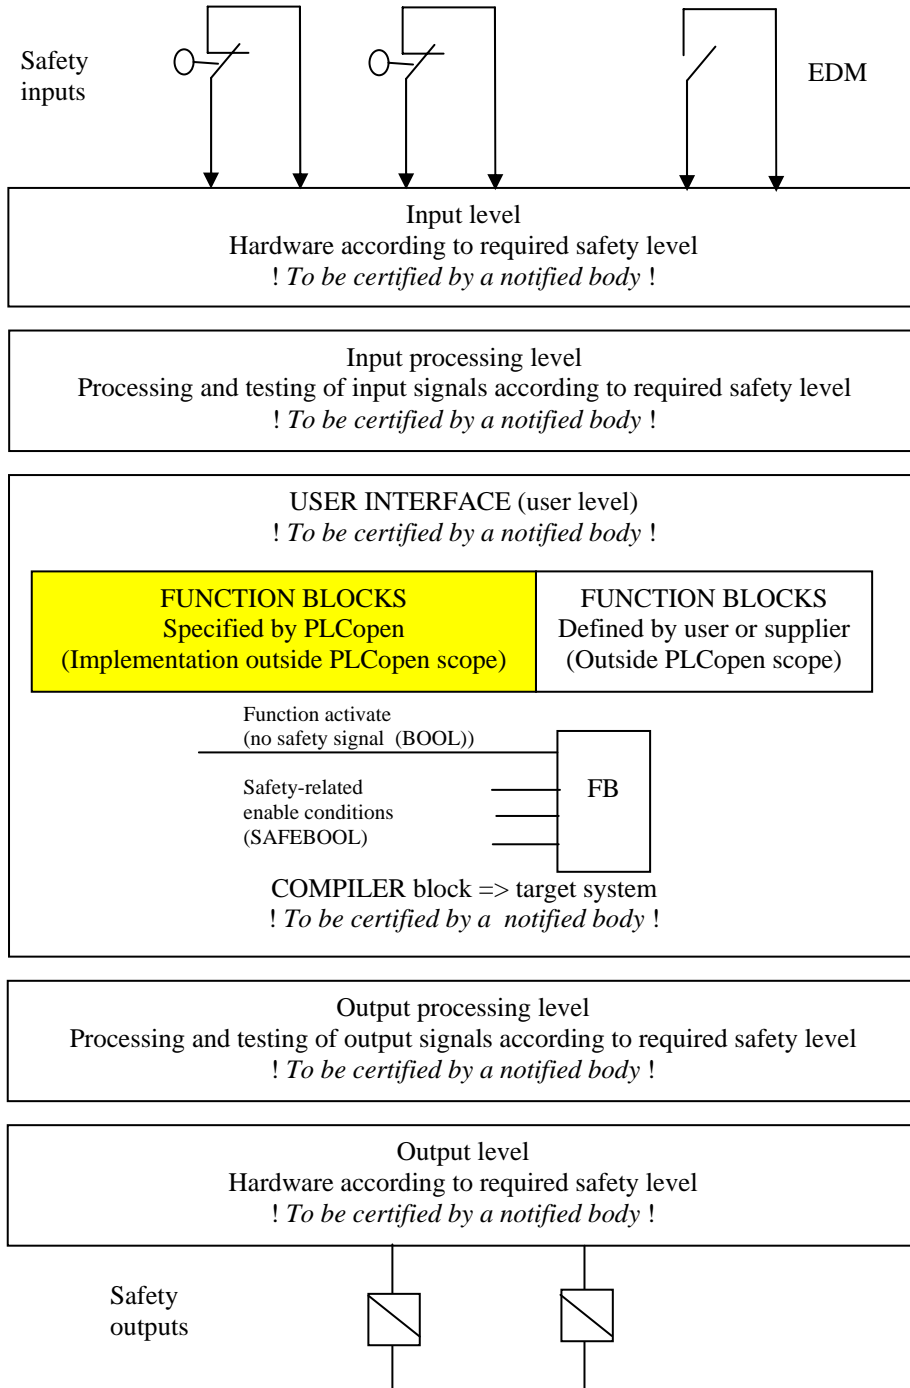 Safety
inputs
EDM
Input level
Hardware according to required safety level
! To be certified by a notified body !
Input processing level
Processing and testing of input signals according to required safety level
! To be certified by a notified body !
USER INTERFACE (user level)
! To be certified by a notified body !
FUNCTION BLOCKS
Specified by PLCopen
(Implementation outside PLCopen scope)
FUNCTION BLOCKS
Defined by user or supplier
(Outside PLCopen scope)
Function activate
(no safety signal (BOOL))
Safety-related
enable conditions
(SAFEBOOL)
FB
COMPILER block => target system
! To be certified by a notified body !
Output processing level
Processing and testing of output signals according to required safety level
! To be certified by a notified body !
Output level
Hardware according to required safety level
! To be certified by a notified body !
Safety
outputs